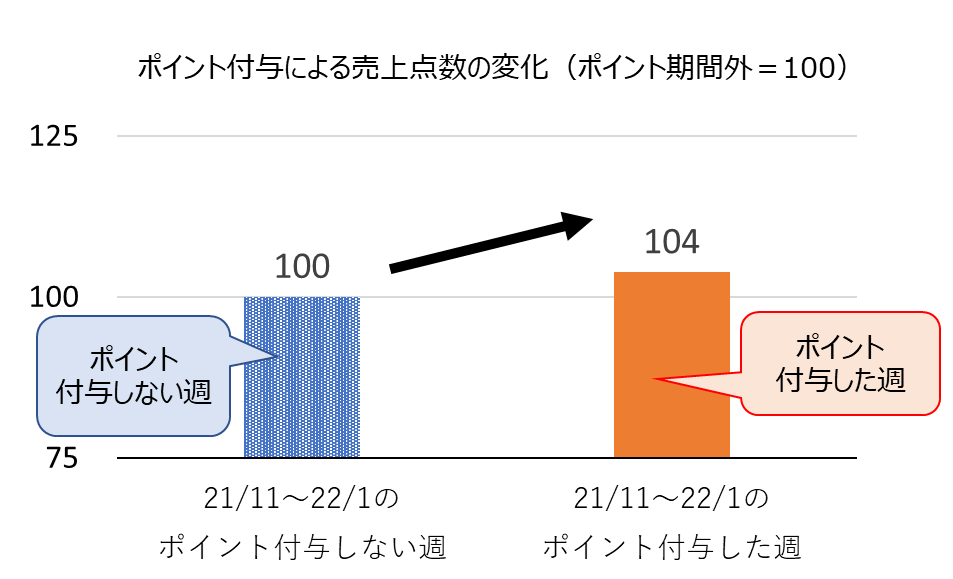 ポイント付与による売上点数の変化（ポイント期間外＝100）
125
100
75
100
104
ポイント
付与しない週
ポイント
付与した週
21/11～22/1の
ポイント付与しない週
21/11～22/1の
ポイント付与した週